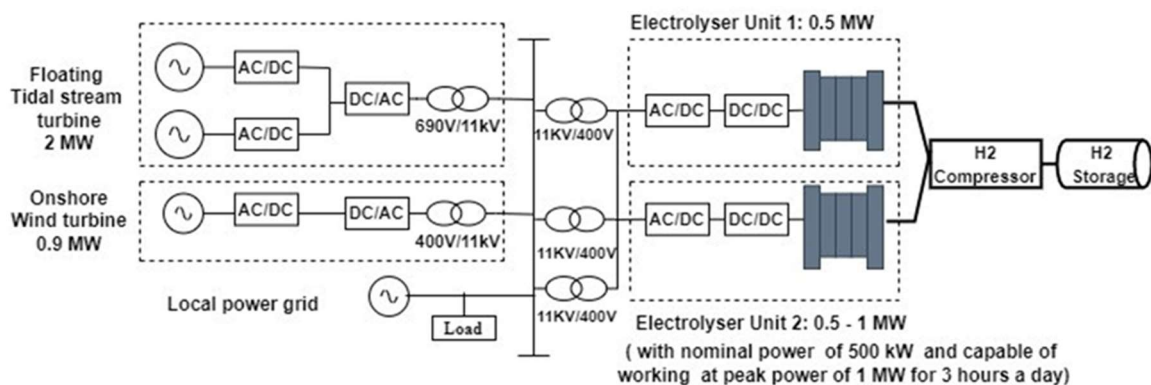 Floating
Tidal stream
turbine
2 MW
AC/DC
AC/DC
DC/AC
690V/11kV
Onshore
Wind turbine
0.9 MW
AC/DC
DC/AC
400V/11kV
Local power grid
Load
11KV/400V
11KV/400V
11KV/400V
Electrolyser Unit 1: 0.5 MW
AC/DC
DC/DC
AC/DC
DC/DC
Electrolyser Unit 2: 0.5 - 1 MW
( with nominal power of 500 kW and capable of
working at peak power of 1 MW for 3 hours a day)
H2
Compressor
H2
Storage